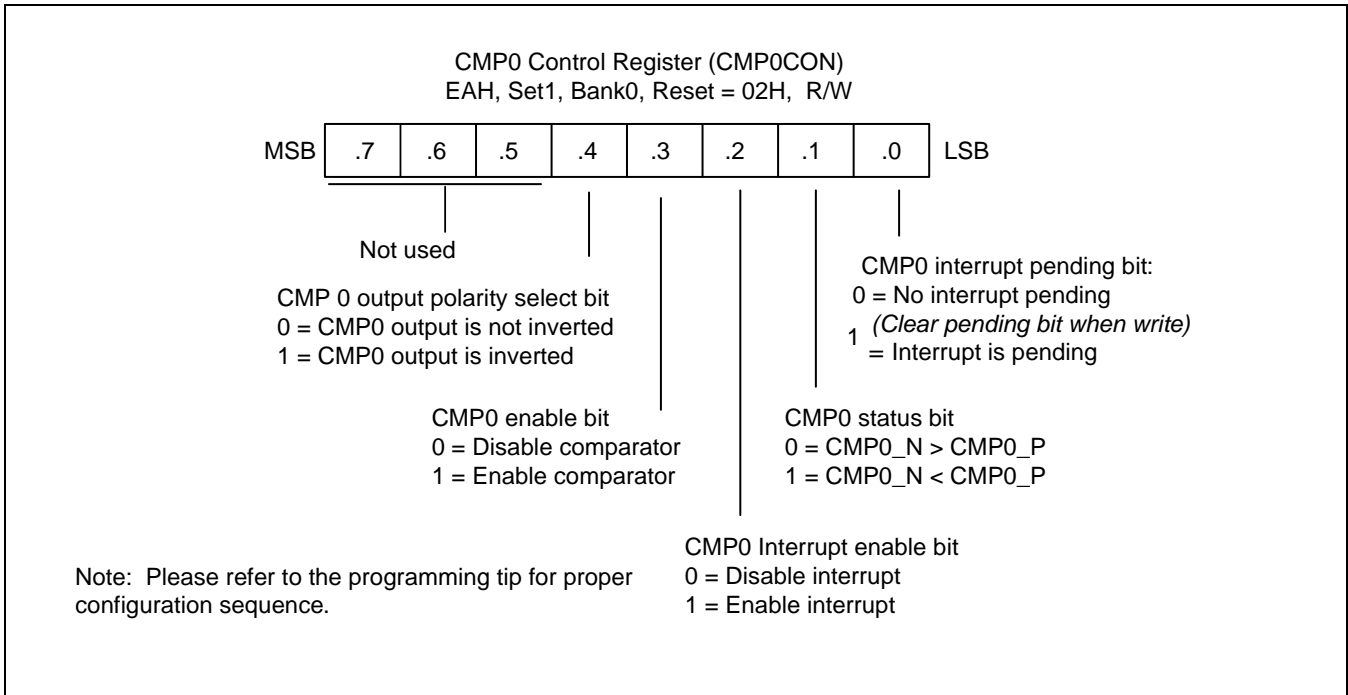 CMP0 Control Register (CMP0CON)
EAH, Set1, Bank0, Reset = 02H, R/W
MSB .7 .6 .5 .4 .3 .2 .1 .0 LSB
Not used
CMP 0 output polarity select bit
0 = CMP0 output is not inverted
1 = CMP0 output is inverted
CMP0 interrupt pending bit:
0 = No interrupt pending
(Clear pending bit when write)
1
= Interrupt is pending
CMP0 enable bit
0 = Disable comparator
1 = Enable comparator
CMP0 status bit
0 = CMP0_N > CMP0_P
1 = CMP0_N < CMP0_P
CMP0 Interrupt enable bit
0 = Disable interrupt
1 = Enable interrupt
Note: Please refer to the programming tip for proper
configuration sequence.